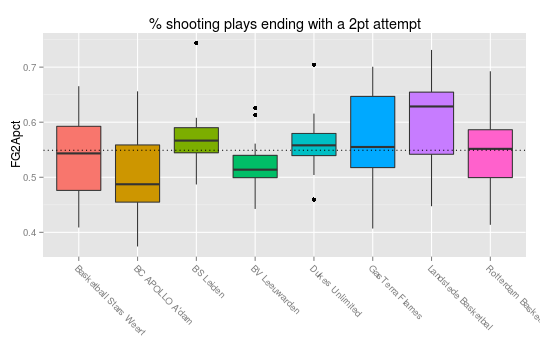 % shooting plays ending with a 2pt attempt
FG2Apct
0.7
0.6
0.5
0.4
Basketball Stars Weert
BC APOLLO A'dam
BS Leiden
BV Leeuwarden
Dukes Unlimited
GasTerra Flames
Landstede Basketbal
Rotterdam Baske